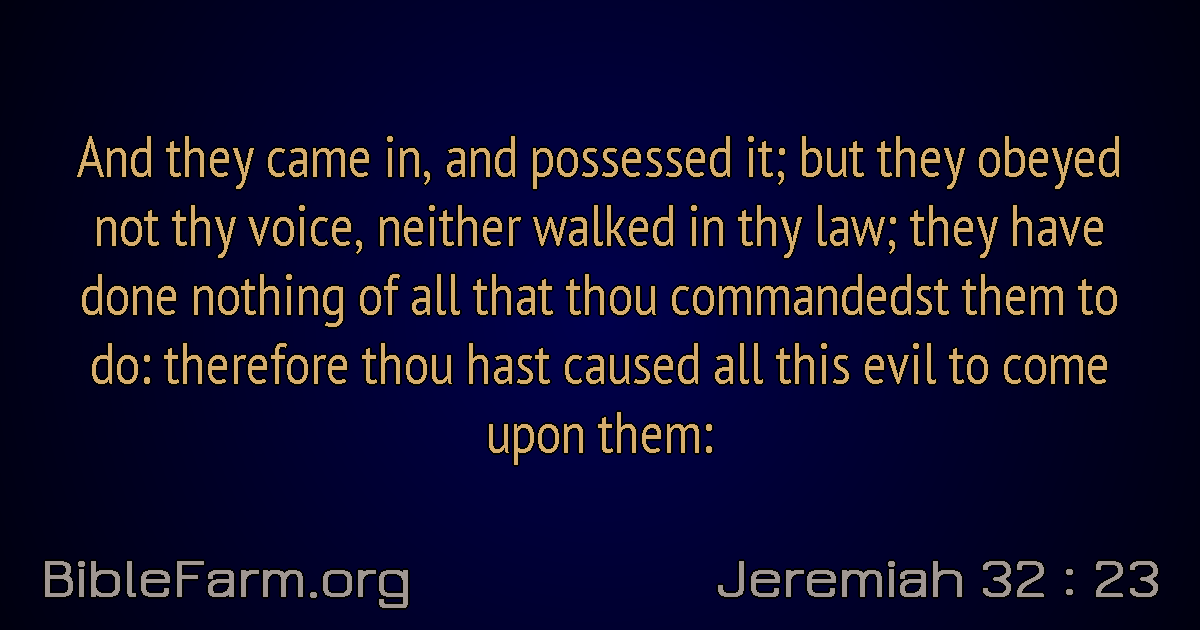 And they came in, and possessed it; but they obeyed
not thy voice, neither walked in thy law; they have
done nothing of all that thou commandedst them to
do: therefore thou hast caused all this evil to come
upon them:
BibleFarm.org
Jeremiah 32 : 23